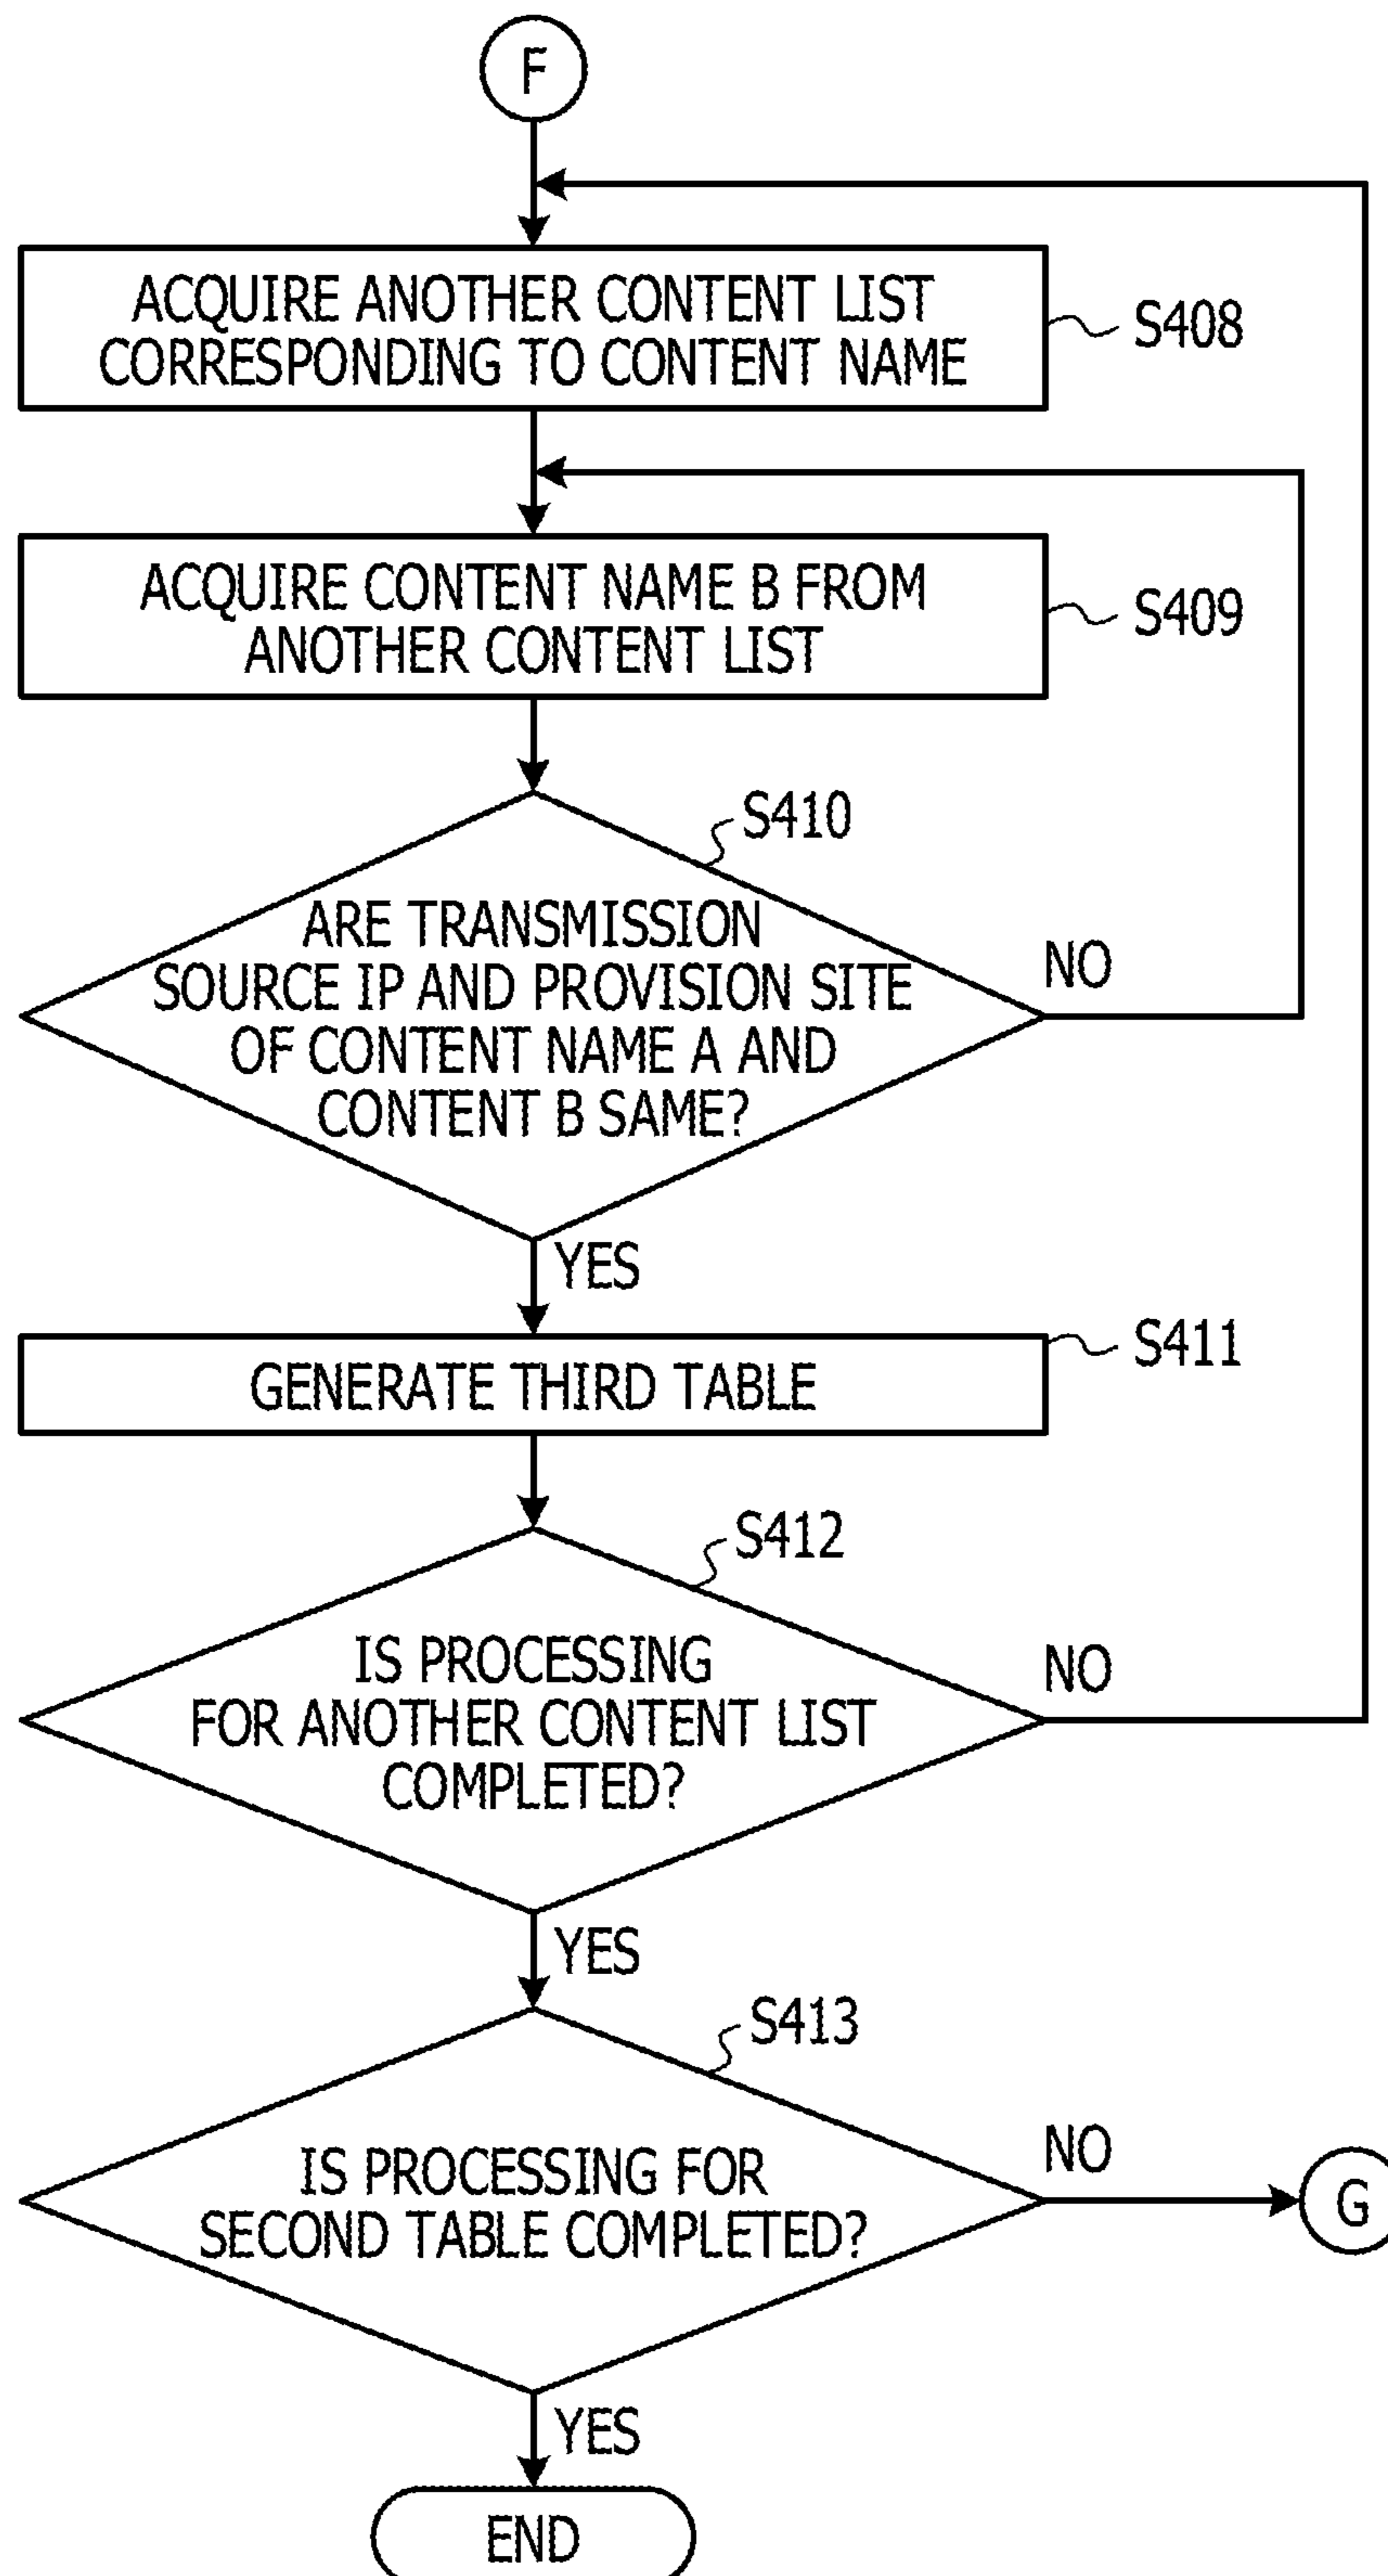 F
ACQUIRE ANOTHER CONTENT LIST
CORRESPONDING TO CONTENT NAME
S408
ACQUIRE CONTENT NAME B FROM
ANOTHER CONTENT LIST
S409
S410
ARE TRANSMISSION
SOURCE IP AND PROVISION SITE
OF CONTENT NAME A AND
CONTENT B SAME?
NO
YES
GENERATE THIRD TABLE
S411
S412
IS PROCESSING
FOR ANOTHER CONTENT LIST
COMPLETED?
NO
YES
S413
IS PROCESSING FOR
SECOND TABLE COMPLETED?
NO
G
YES
END